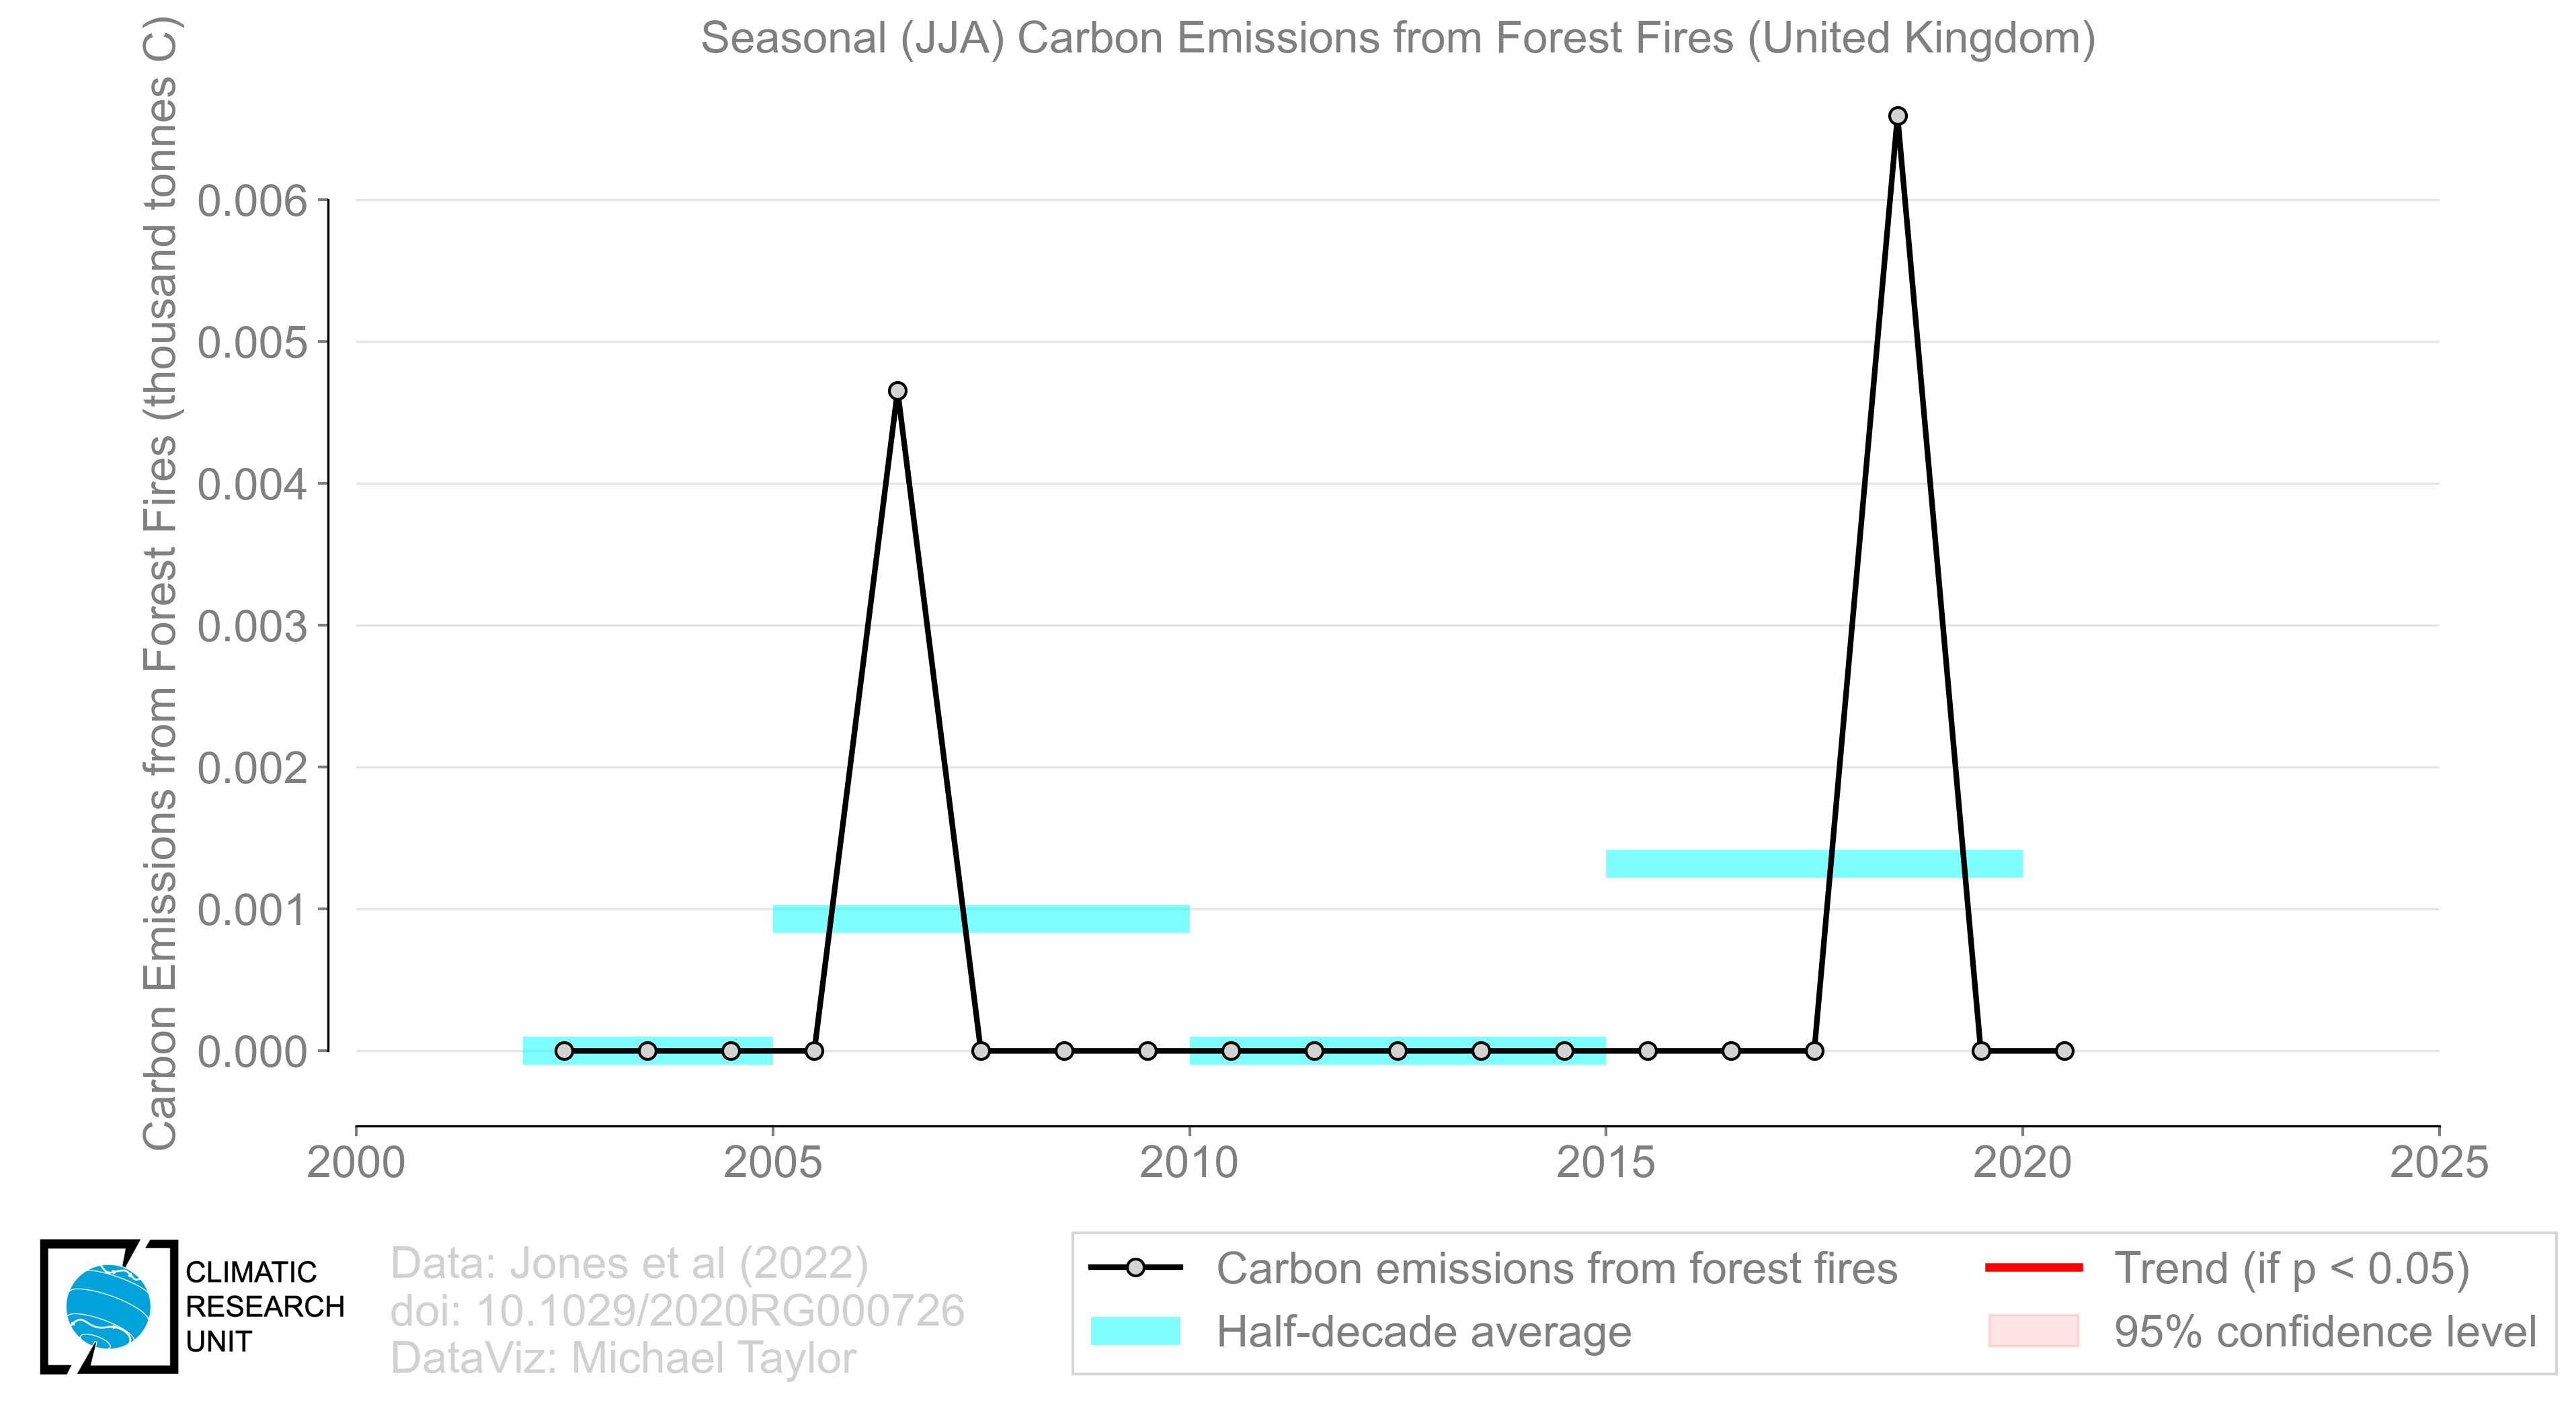 Seasonal (JJA) Carbon Emissions from Forest Fires (United Kingdom)
Carbon Emissions from Forest Fires (thousand tonnes C)
0.006
0.005
0.004
0.003
0.002
0.001
0.000
2000
2005
2010
2015
2020
2025
CLIMATIC
RESEARCH
UNIT
Data: Jones et al (2022)
doi: 10.1029/2020RG000726
DataViz: Michael Taylor
Carbon emissions from forest fires
Half-decade average
Trend (if p < 0.05)
95% confidence level